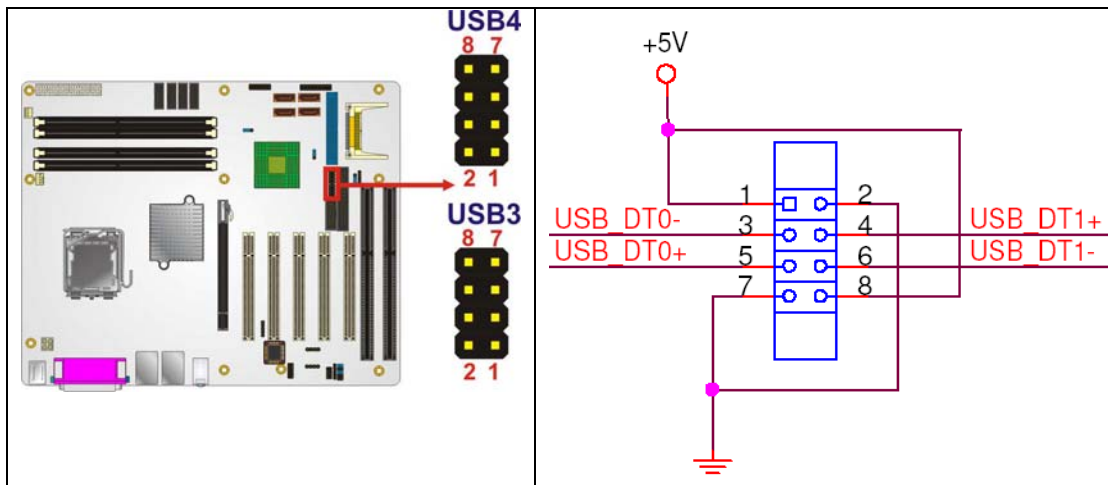 USB4
8 7
2 1
USB3
8 7
2 1
+5V
1 2
USB_DT0- 3 4 USB_DT1+
USB_DT0+ 5 6 USB_DT1-
7 8